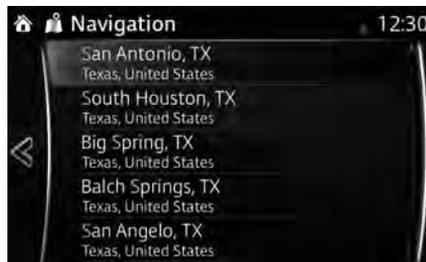 Navigation 12:30
San Antonio, TX
Texas, United States
South Houston, TX
Texas, United States
Big Spring, TX
Texas, United States
Balch Springs, TX
Texas, United States
San Angelo, TX
Texas, United States